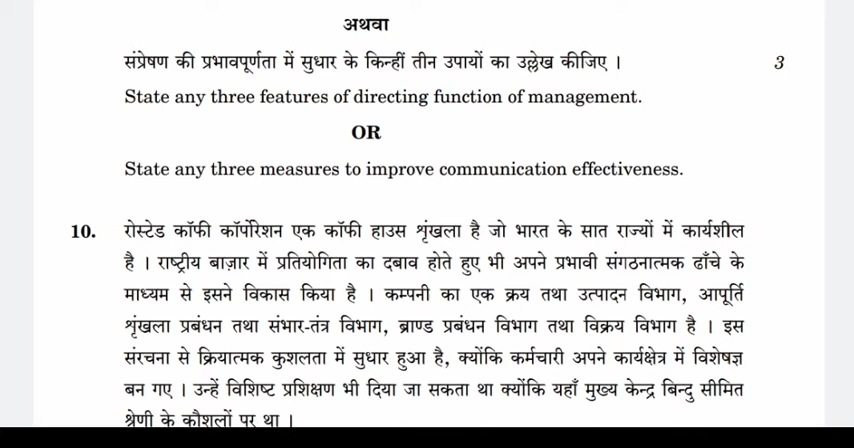 अथवा
संप्रेषण की प्रभावपूर्णता में सुधार के किन्हीं तीन उपायों का उल्लेख कीजिए । 3
State any three features of directing function of management.
OR
State any three measures to improve communication effectiveness.
10. रोस्टेड कॉफी कॉर्पोरेशन एक कॉफी हाउस शृंखला है जो भारत के सात राज्यों में कार्यशील
है । राष्ट्रीय बाज़ार में प्रतियोगिता का दबाव होते हुए भी अपने प्रभावी संगठनात्मक ढाँचे के
माध्यम से इसने विकास किया है । कम्पनी का एक क्रय तथा उत्पादन विभाग, आपूर्ति
शृंखला प्रबंधन तथा संभार-तंत्र विभाग, ब्राण्ड प्रबंधन विभाग तथा विक्रय विभाग है । इस
संरचना से क्रियात्मक कुशलता में सुधार हुआ है, क्योंकि कर्मचारी अपने कार्यक्षेत्र में विशेषज्ञ
बन गए । उन्हें विशिष्ट प्रशिक्षण भी दिया जा सकता था क्योंकि यहाँ मुख्य केन्द्र बिन्दु सीमित
श्रेणी के कौशलों पर था ।